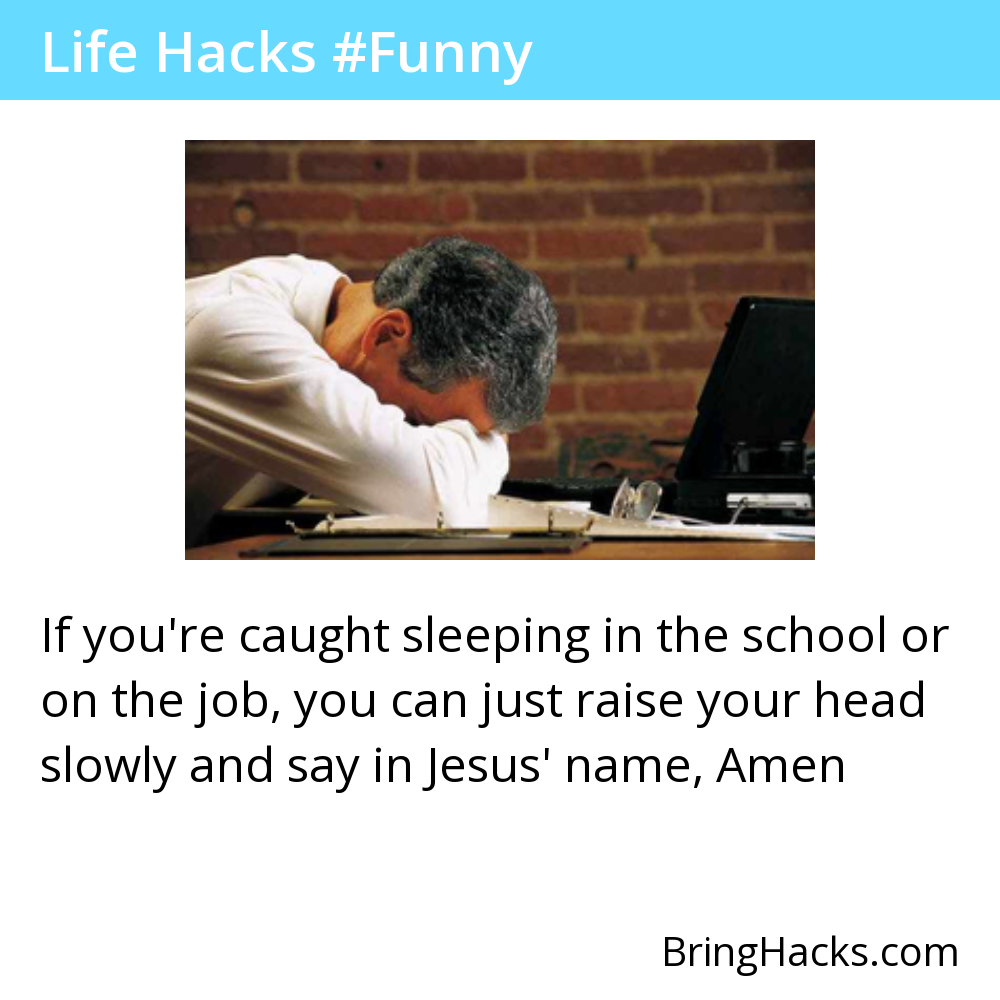 Life Hacks #Funny
If you're caught sleeping in the school or
on the job, you can just raise your head
slowly and say in Jesus' name, Amen
BringHacks.com